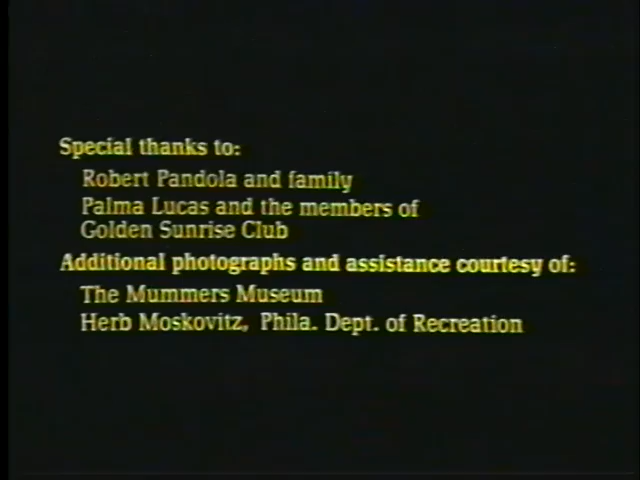 Special thanks to:
Robert Pandola and family
Palma Lucas and the members of
Golden Sunrise Club
Additional photographs and assistance courtesy of:
The Mummers Museum
Herb Moskovitz, Phila. Dept. of Recreation